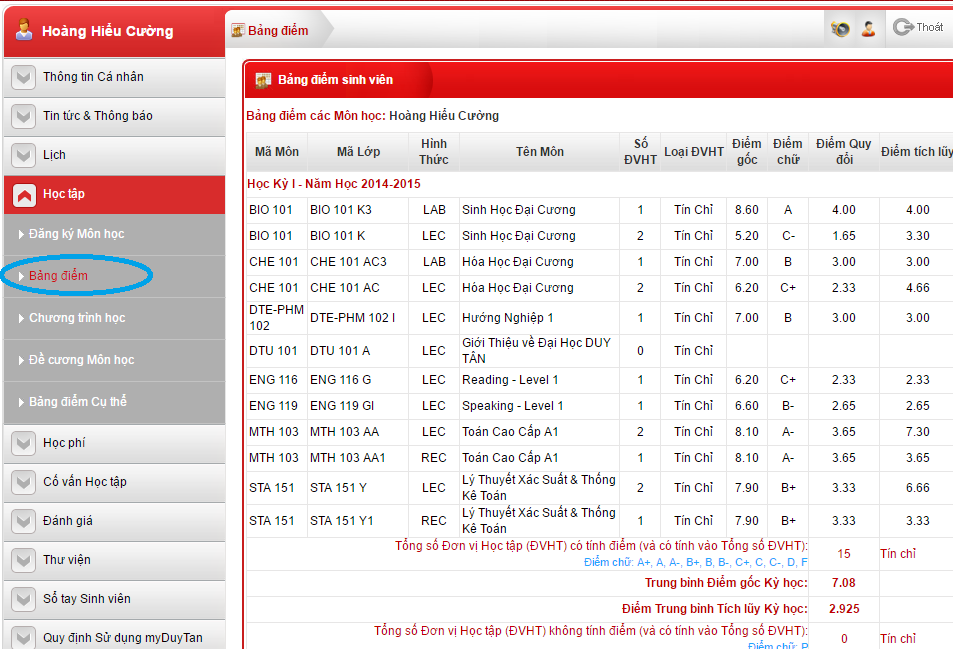 Hoàng Hiểu Cường
Bảng điểm
Thoát
Thông tin Cá nhân
Tin tức & Thông báo
Lịch
Học tập
Đăng ký Môn học
Bảng điểm
Chương trình học
Đề cương Môn học
Bảng điểm Cụ thể
Học phí
Cố vấn Học tập
Đánh giá
Thư viện
Sổ tay Sinh viên
Quy định Sử dụng myDuyTan
Bảng điểm sinh viên
Bảng điểm các Môn học: Hoàng Hiểu Cường
Mã Môn Mã Lớp Hình Thức Tên Môn Số ĐVHT Loại ĐVHT Điểm gốc Điểm chữ Điểm Quy đổi Điểm tích lũy
Học Kỳ I - Năm Học 2014-2015
BIO 101 BIO 101 K3 LAB Sinh Học Đại Cương 1 Tín Chỉ 8.60 A 4.00 4.00
BIO 101 BIO 101 K LEC Sinh Học Đại Cương 2 Tín Chỉ 5.20 C- 1.65 3.30
CHE 101 CHE 101 AC3 LAB Hóa Học Đại Cương 1 Tín Chỉ 7.00 B 3.00 3.00
CHE 101 CHE 101 AC LEC Hóa Học Đại Cương 2 Tín Chỉ 6.20 C+ 2.33 4.66
DTE-PHM 102 DTE-PHM 102 I LEC Hướng Nghiệp 1 1 Tín Chỉ 7.00 B 3.00 3.00
DTU 101 DTU 101 A LEC Giới Thiệu về Đại Học DUY TÂN 0 Tín Chỉ
ENG 116 ENG 116 G LEC Reading - Level 1 1 Tín Chỉ 6.20 C+ 2.33 2.33
ENG 119 ENG 119 GI LEC Speaking - Level 1 1 Tín Chỉ 6.60 B- 2.65 2.65
MTH 103 MTH 103 AA LEC Toán Cao Cấp A1 2 Tín Chỉ 8.10 A- 3.65 7.30
MTH 103 MTH 103 AA1 REC Toán Cao Cấp A1 1 Tín Chỉ 8.10 A- 3.65 3.65
STA 151 STA 151 Y LEC Lý Thuyết Xác Suất & Thống Kê Toán 2 Tín Chỉ 7.90 B+ 3.33 6.66
STA 151 STA 151 Y1 REC Lý Thuyết Xác Suất & Thống Kê Toán 1 Tín Chỉ 7.90 B+ 3.33 3.33
Tổng số Đơn vị Học tập (ĐVHT) có tính điểm (và có tính vào Tổng số ĐVHT): 15 Tín chỉ
Điểm chữ: A+, A, A-, B+, B, B-, C+, C, C-, D, F
Trung bình Điểm gốc Kỳ học: 7.08
Điểm Trung bình Tích lũy Kỳ học: 2.925
Tổng số Đơn vị Học tập (ĐVHT) không tính điểm (và có tính vào Tổng số ĐVHT): 0 Tín chỉ
Điểm chữ: P